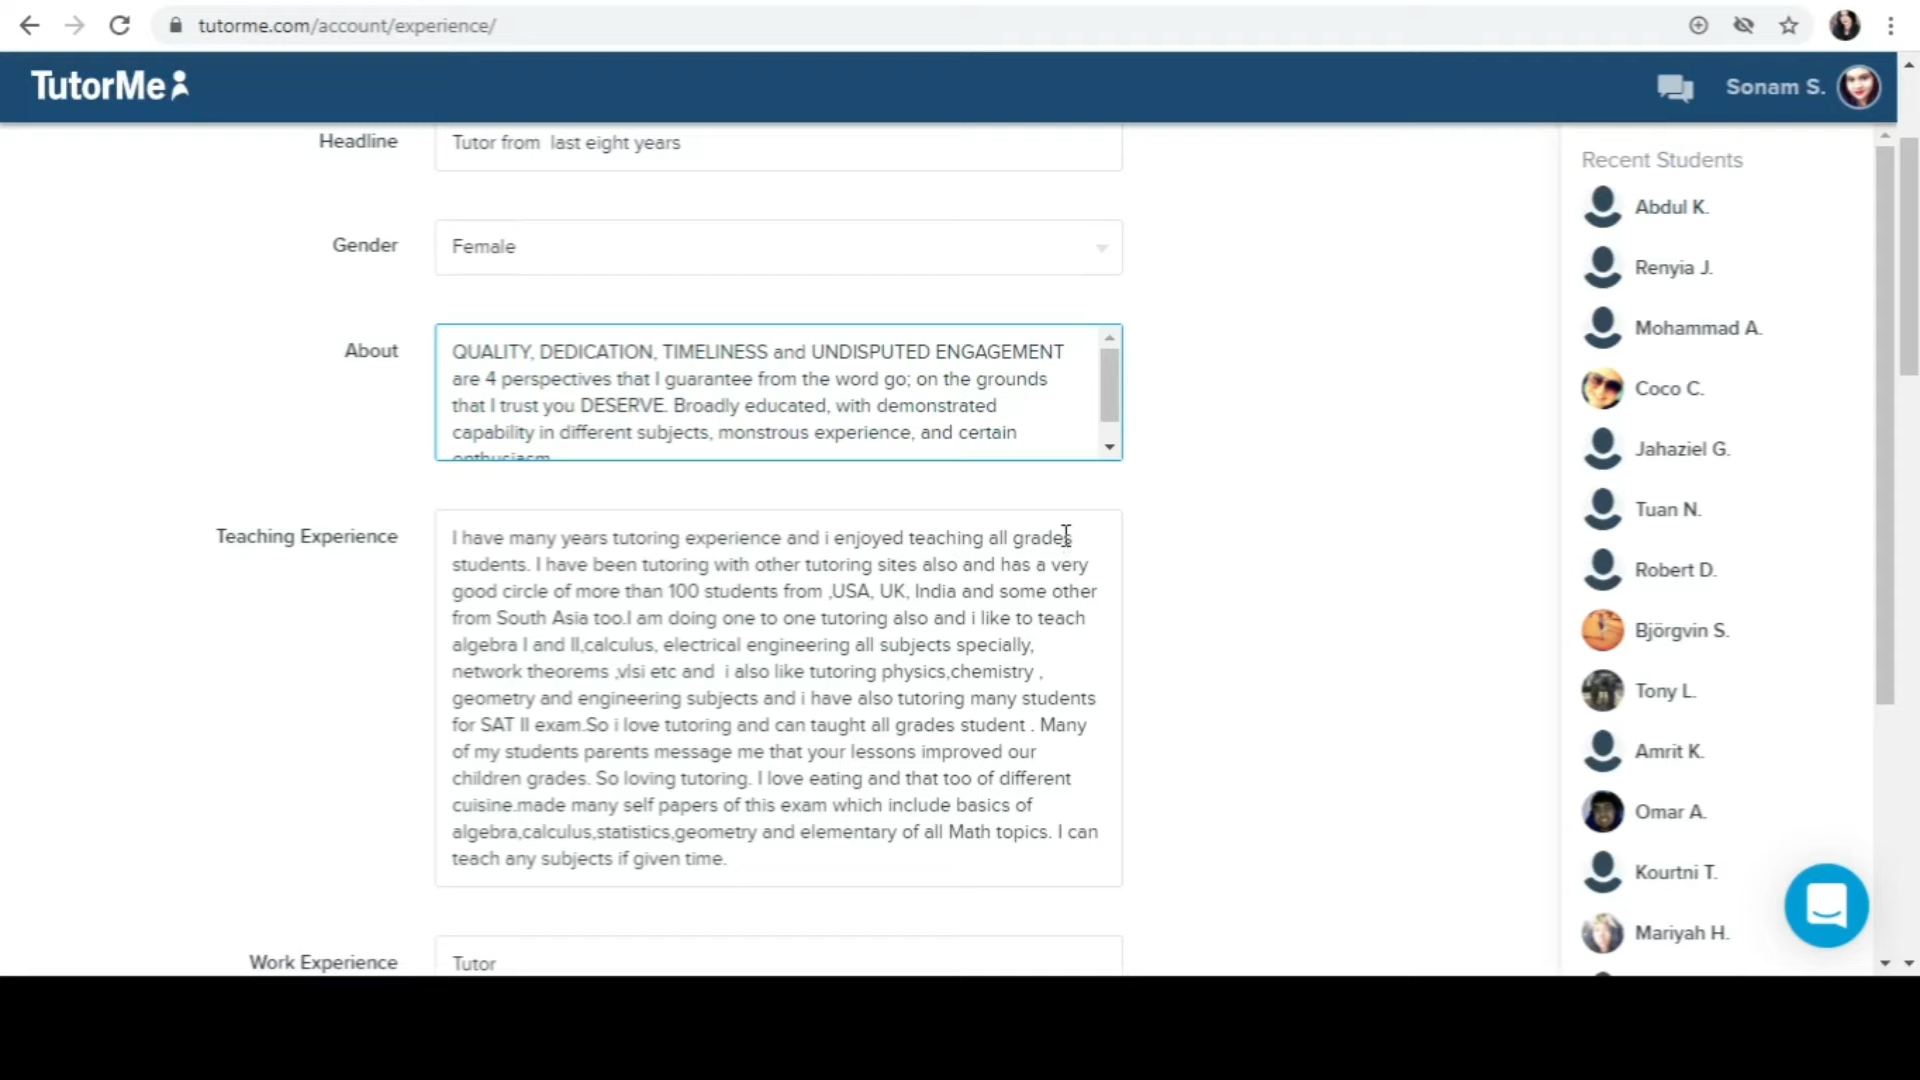 tutorme.com/account/experience/
TutorMe
Sonam S.
Headline
Tutor from  last eight years
Gender
Female
About
QUALITY, DEDICATION, TIMELINESS and UNDISPUTED ENGAGEMENT
are 4 perspectives that I guarantee from the word go; on the grounds
that I trust you DESERVE. Broadly educated, with demonstrated
capability in different subjects, monstrous experience, and certain
enthusiasm
Teaching Experience
I have many years tutoring experience and i enjoyed teaching all grades
students. I have been tutoring with other tutoring sites also and has a very
good circle of more than 100 students from ,USA, UK, India and some other
from South Asia too.I am doing one to one tutoring also and i like to teach
algebra I and II,calculus, electrical engineering all subjects specially,
network theorems ,vlsi etc and  i also like tutoring physics,chemistry ,
geometry and engineering subjects and i have also tutoring many students
for SAT II exam.So i love tutoring and can taught all grades student . Many
of my students parents message me that your lessons improved our
children grades. So loving tutoring. I love eating and that too of different
cuisine.made many self papers of this exam which include basics of
algebra,calculus,statistics,geometry and elementary of all Math topics. I can
teach any subjects if given time.
Work Experience
Tutor
Recent Students
Abdul K.
Renyia J.
Mohammad A.
Coco C.
Jahaziel G.
Tuan N.
Robert D.
Björgvin S.
Tony L.
Amrit K.
Omar A.
Kourtni T.
Mariyah H.